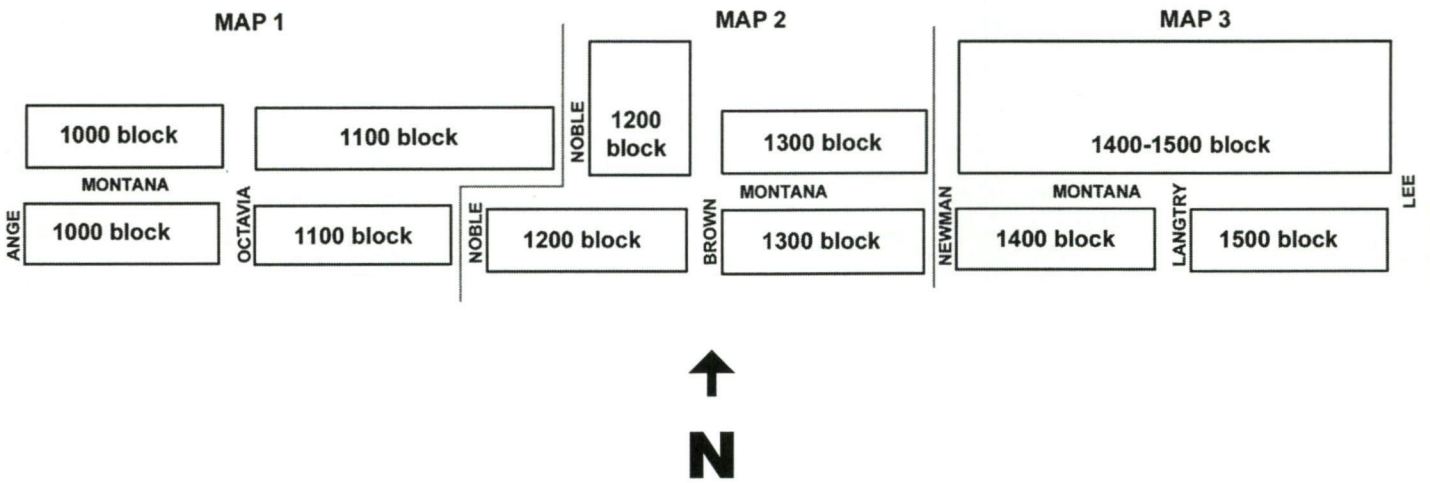 MAP 1
MAP 2
MAP 3
1000 block
1100 block
NOBLE
1200
block
1300 block
1400-1500 block
MONTANA
MONTANA
MONTANA
ANGE
1000 block
OCTAVIA
1100 block
NOBLE
1200 block
BROWN
1300 block
NEWMAN
1400 block
LANGTRY
1500 block
LEE
N